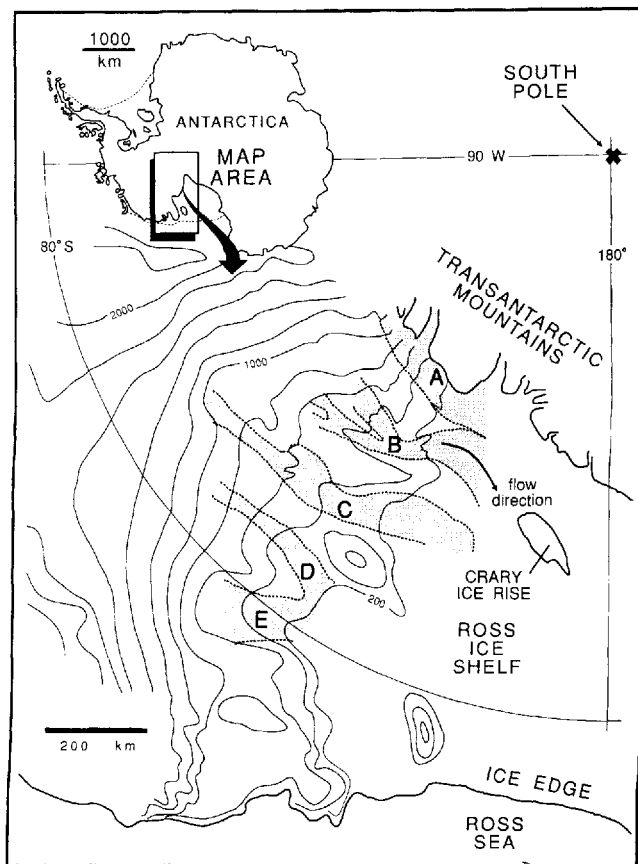 1000
km
SOUTH
POLE
ANTARCTICA
MAP
AREA
90 W
80° S
180°
TRANSANTARCTIC
MOUNTAINS
2000
1000
A
B
flow
direction
C
CRARY
ICE RISE
D
200
E
ROSS
ICE
SHELF
200 km
ICE EDGE
ROSS
SEA